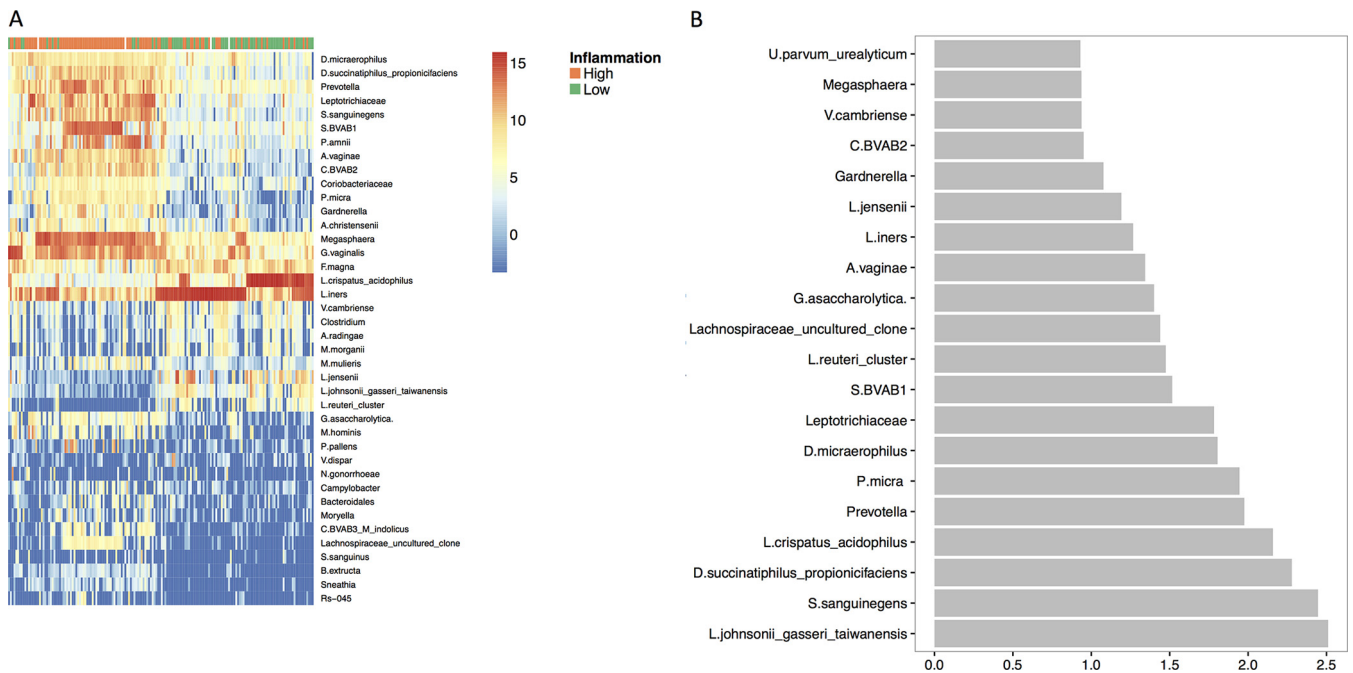 A
D.micraerophilus
D.succinatiphilus_propionicifaciens
Prevotella
Leptotrichiaceae
S.sanguinegens
S.BVAB1
P.amnii
A.vaginae
C.BVAB2
Coriobacteriaceae
P.micra
Gardnerella
A.christensenii
Megasphaera
G.vaginalis
F.magna
L.crispatus_acidophilus
L.iners
V.cambriense
Clostridium
A.radingae
M.morganii
M.mulieris
L.jensenii
L.johnsonii_gasseri_taiwanensis
L.reuteri_cluster
G.asaccharolytica.
M.hominis
P.pallens
V.dispar
N.gonorrhoeae
Campylobacter
Bacteroidales
Moryella
C.BVAB3_M_indolicus
Lachnospiraceae_uncultured_clone
S.sanguinus
B.extructa
Sneathia
Rs-045
15
10
5
0
Inflammation
High
Low
B
U.parvum_urealyticum
Megasphaera
V.cambriense
C.BVAB2
Gardnerella
L.jensenii
L.iners
A.vaginae
G.asaccharolytica.
Lachnospiraceae_uncultured_clone
L.reuteri_cluster
S.BVAB1
Leptotrichiaceae
D.micraerophilus
P.micra
Prevotella
L.crispatus_acidophilus
D.succinatiphilus_propionicifaciens
S.sanguinegens
L.johnsonii_gasseri_taiwanensis
0.0 0.5 1.0 1.5 2.0 2.5